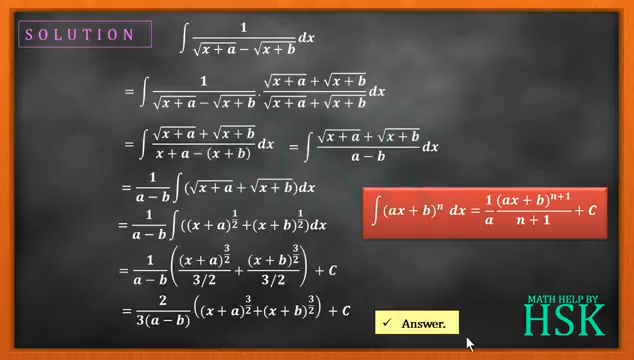 SOLUTION
∫ 1/(√(x + a) − √(x + b)) dx
= ∫ 1/(√(x + a) − √(x + b)) . (√(x + a) + √(x + b))/(√(x + a) + √(x + b)) dx
= ∫ (√(x + a) + √(x + b))/(x + a − (x + b)) dx = ∫ (√(x + a) + √(x + b))/(a − b) dx
= 1/(a − b) ∫ (√(x + a) + √(x + b)) dx
= 1/(a − b) ∫ ((x + a)^(1/2) + (x + b)^(1/2)) dx
∫ (ax + b)^n dx = 1/a (ax + b)^(n+1)/(n + 1) + C
= 1/(a − b) ((x + a)^(3/2)/(3/2) + (x + b)^(3/2)/(3/2)) + C
= 2/(3(a − b)) ((x + a)^(3/2) + (x + b)^(3/2)) + C
✓ Answer.
MATH HELP BY
HSK